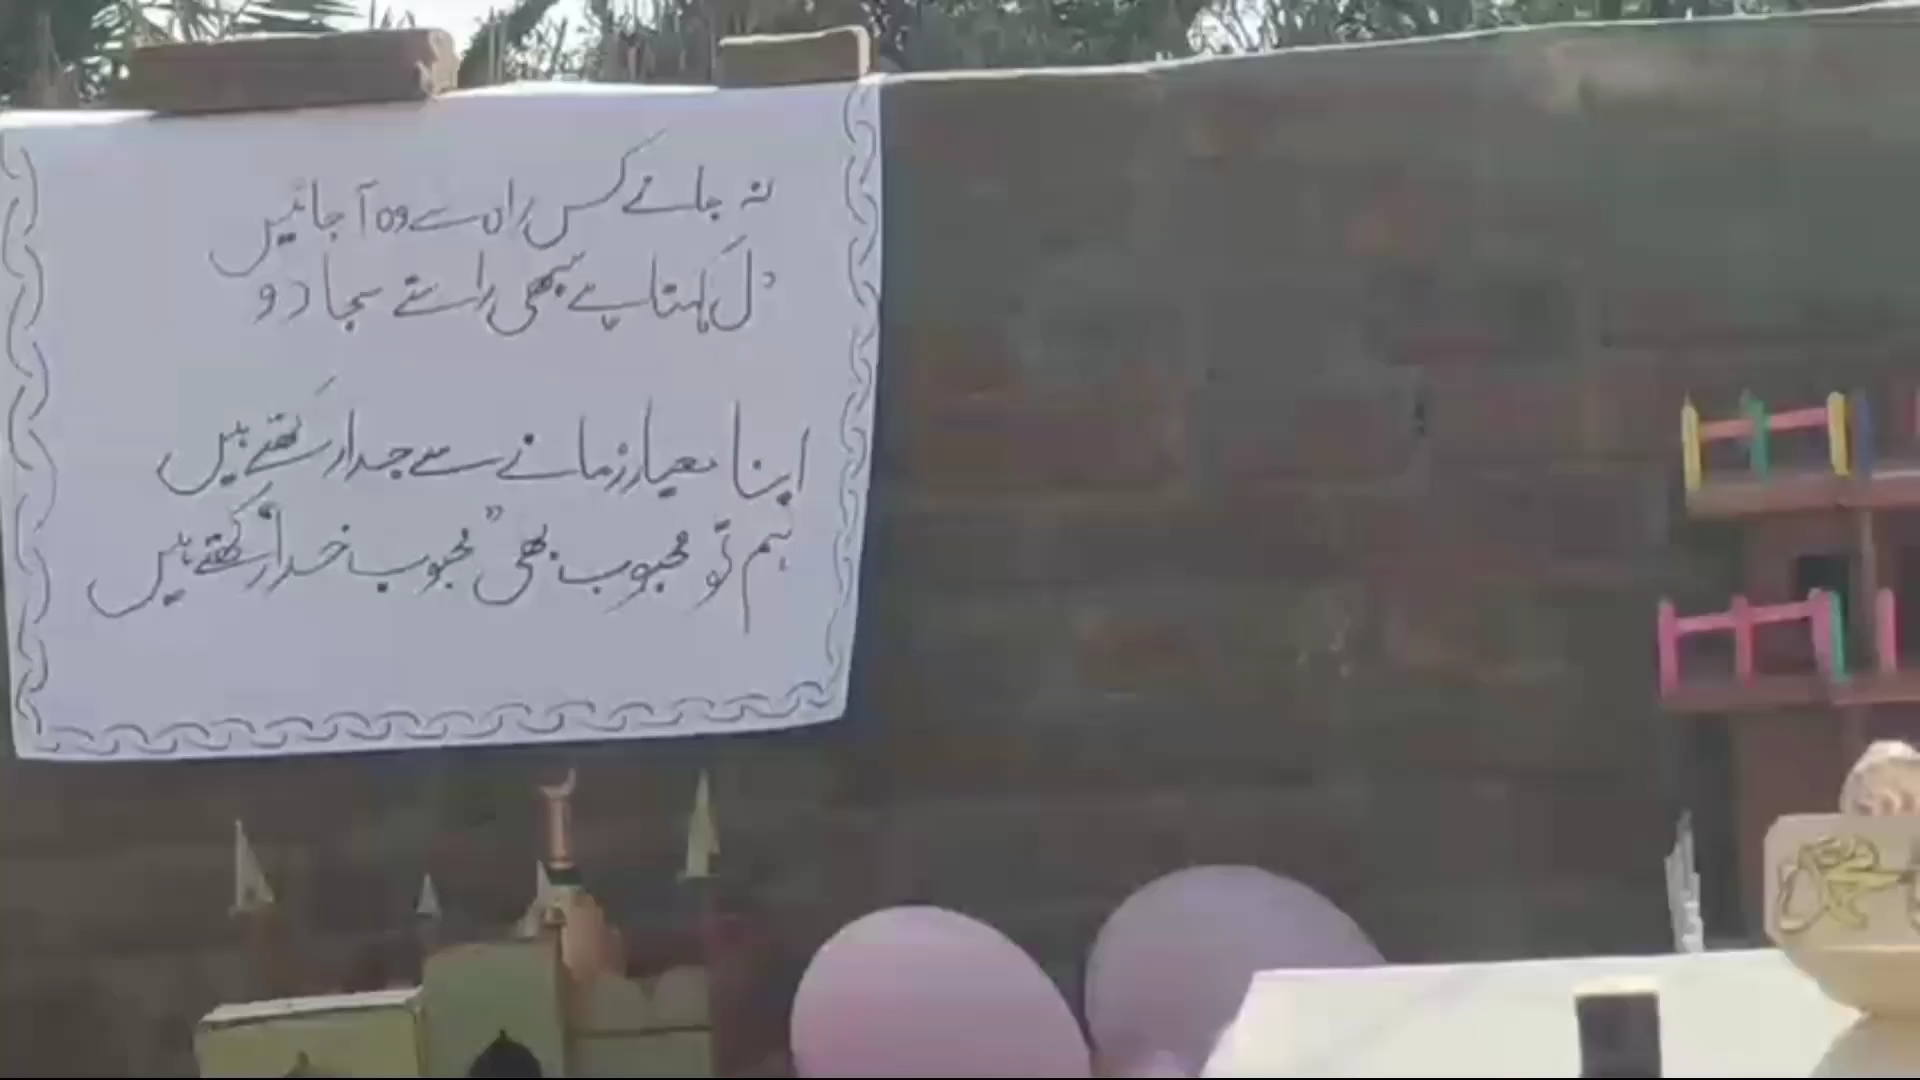 نہ جانے کس راہ سے وہ آ جائیں
دل کہتا ہے سبھی راستے سجا دو
اپنا معیار زمانے سے جدا رکھتے ہیں
ہم تو محبوب بھی "محبوب خدا" رکھتے ہیں